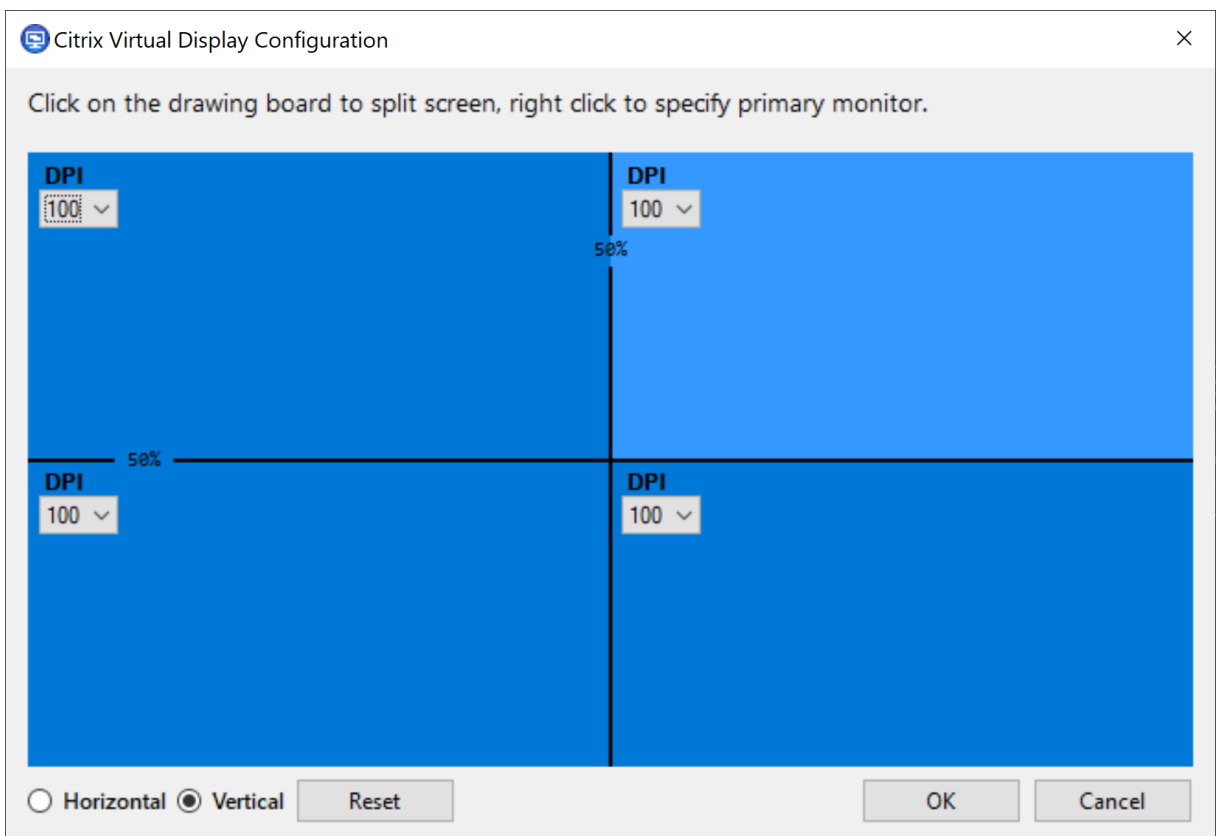 Citrix Virtual Display Configuration
Click on the drawing board to split screen, right click to specify primary monitor.
DPI
100
DPI
100
50%
50%
DPI
100
DPI
100
Horizontal Vertical Reset OK Cancel